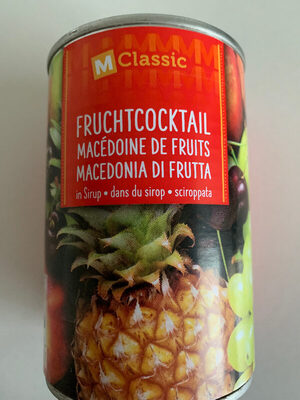 M Classic
FRUCHTCOCKTAIL
MACÉDOINE DE FRUITS
MACEDONIA DI FRUTTA
in Sirup • dans du sirop • sciroppata